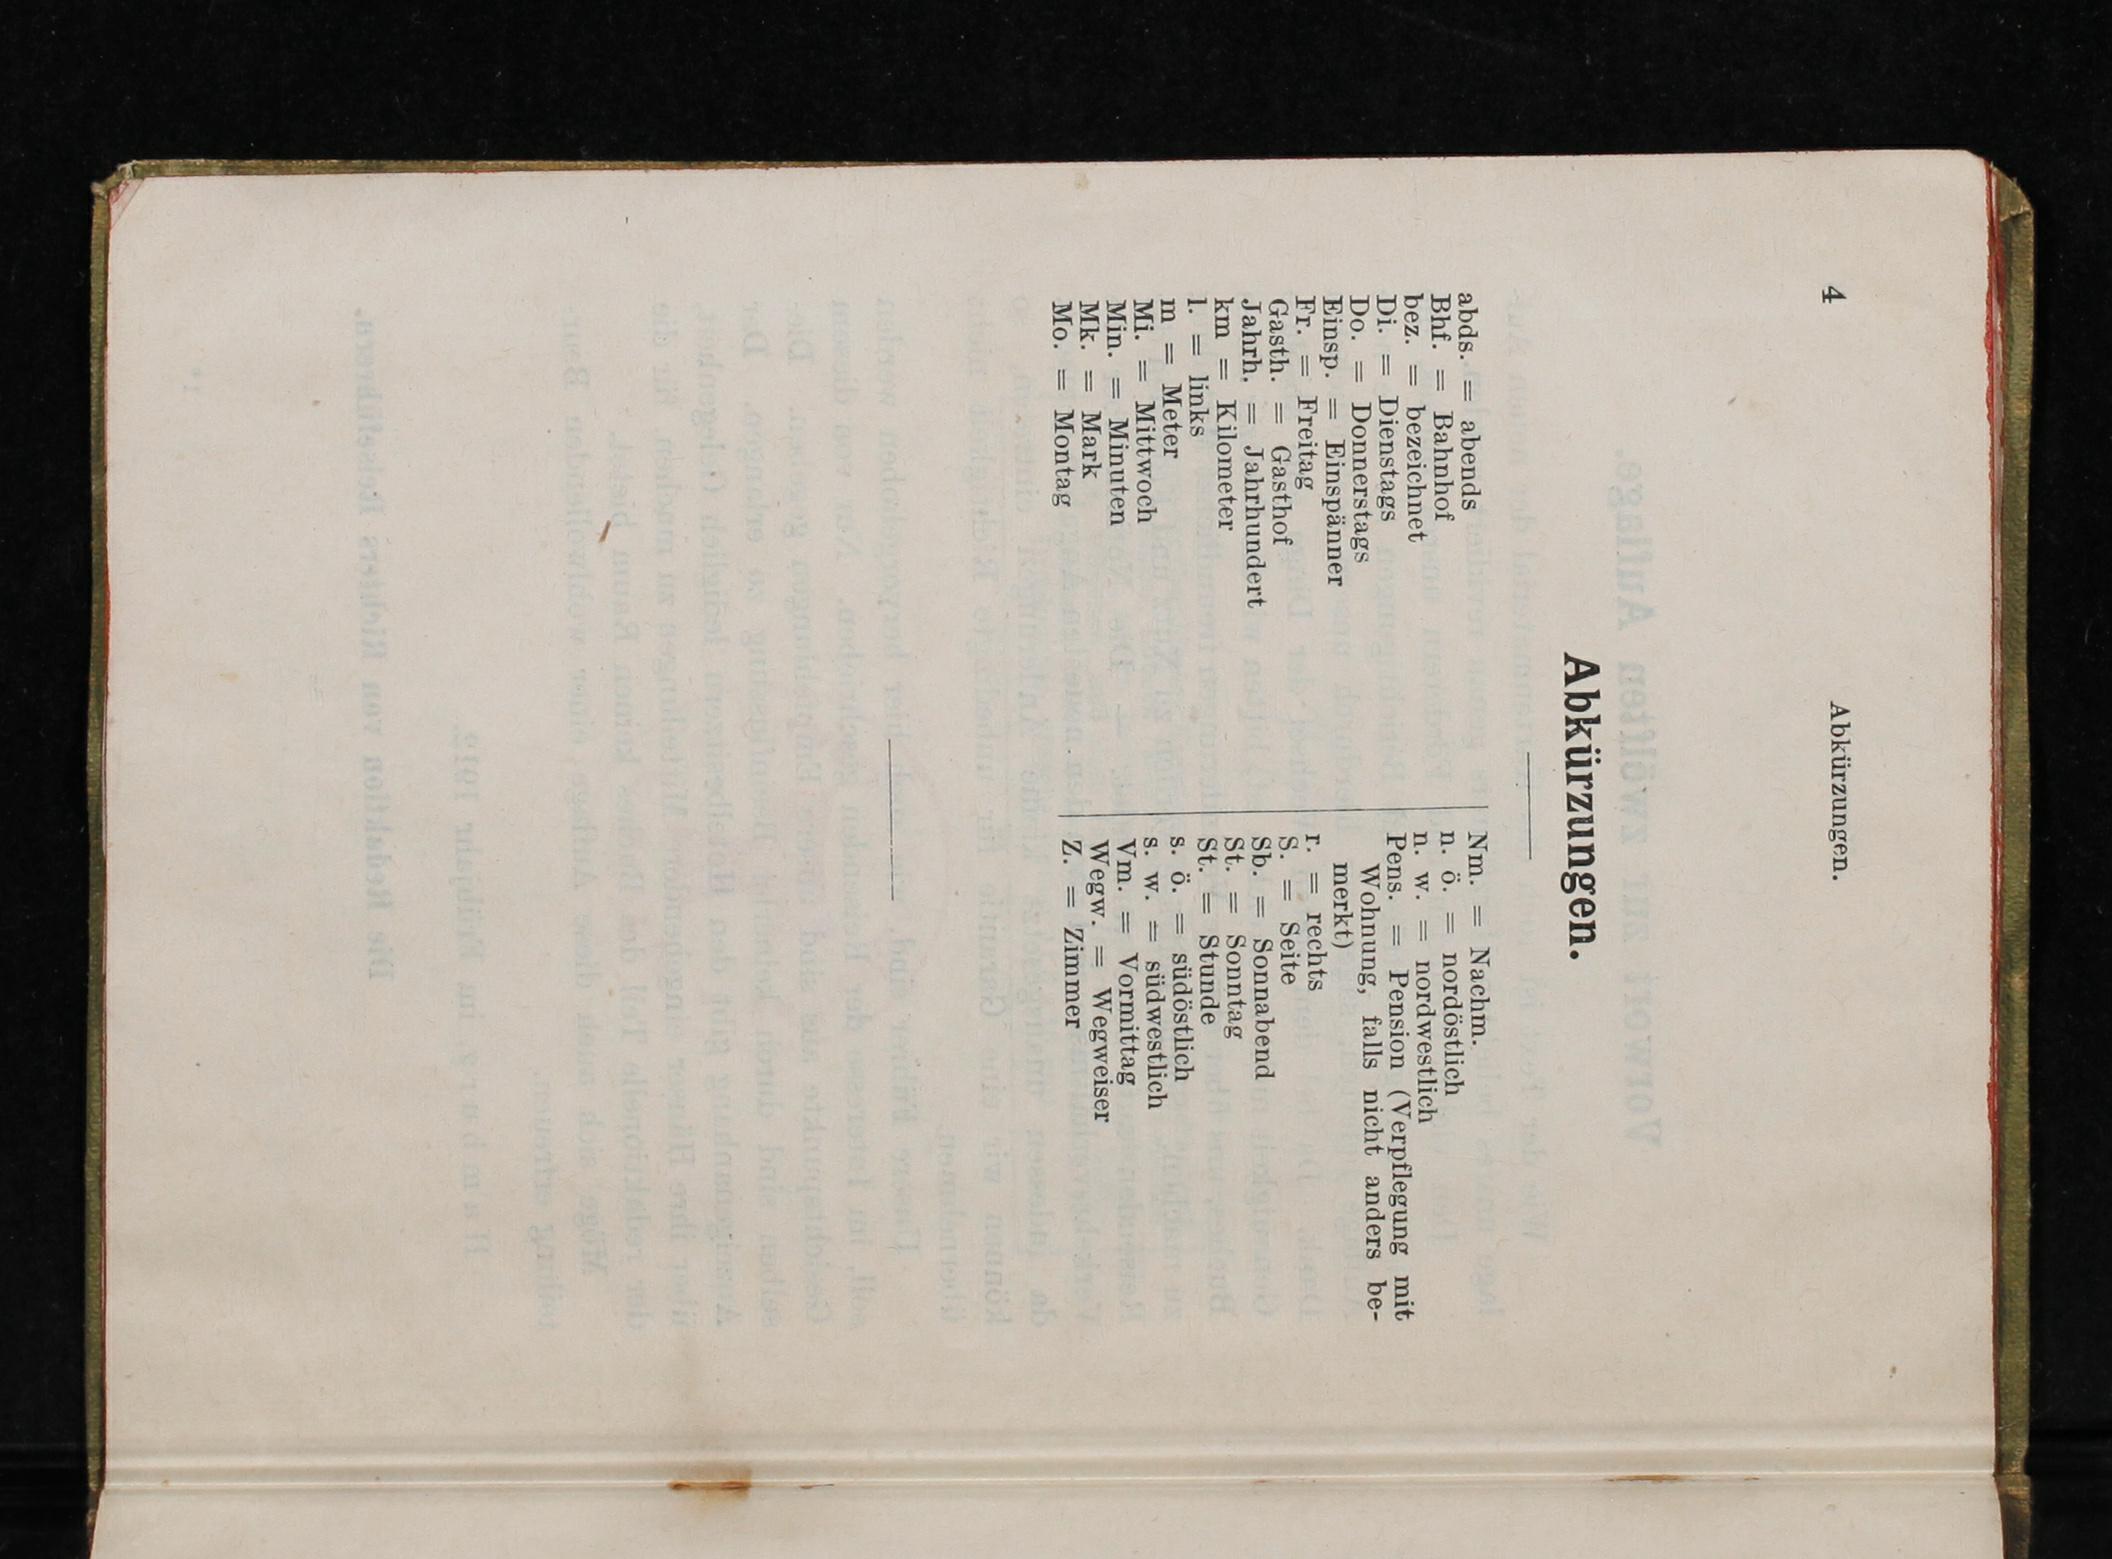 4
Abkürzungen.
Abkürzungen.
abds. = abends
Bhf. = Bahnhof
bez. = bezeichnet
Di. = Dienstags
Do. = Donnerstags
Einsp. = Einspänner
Fr. = Freitag
Gasth. = Gasthof
Jahrh. = Jahrhundert
km = Kilometer
l. = links
m = Meter
Mi. = Mittwoch
Min. = Minuten
Mk. = Mark
Mo. = Montag
Nm. = Nachm.
n. ö. = nordöstlich
n. w. = nordwestlich
Pens. = Pension (Verpflegung mit
Wohnung, falls nicht anders be-
merkt)
r. = rechts
S. = Seite
Sb. = Sonnabend
St. = Sonntag
St. = Stunde
s. ö. = südöstlich
s. w. = südwestlich
Vm. = Vormittag
Wegw. = Wegweiser
Z. = Zimmer